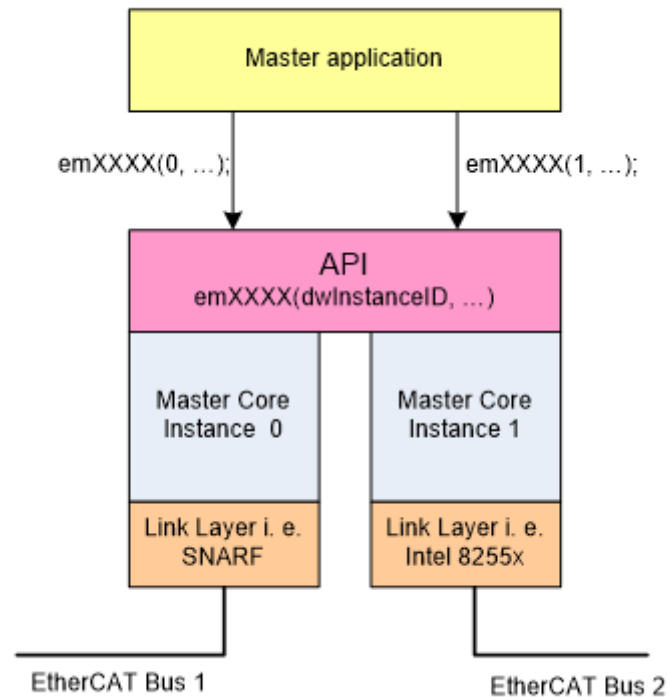 Master application
emXXXX(0, ...);
emXXXX(1, ...);
API
emXXXX(dwInstanceID, ...)
Master Core
Instance 0
Master Core
Instance 1
Link Layer i. e.
SNARF
Link Layer i. e.
Intel 8255x
EtherCAT Bus 1
EtherCAT Bus 2